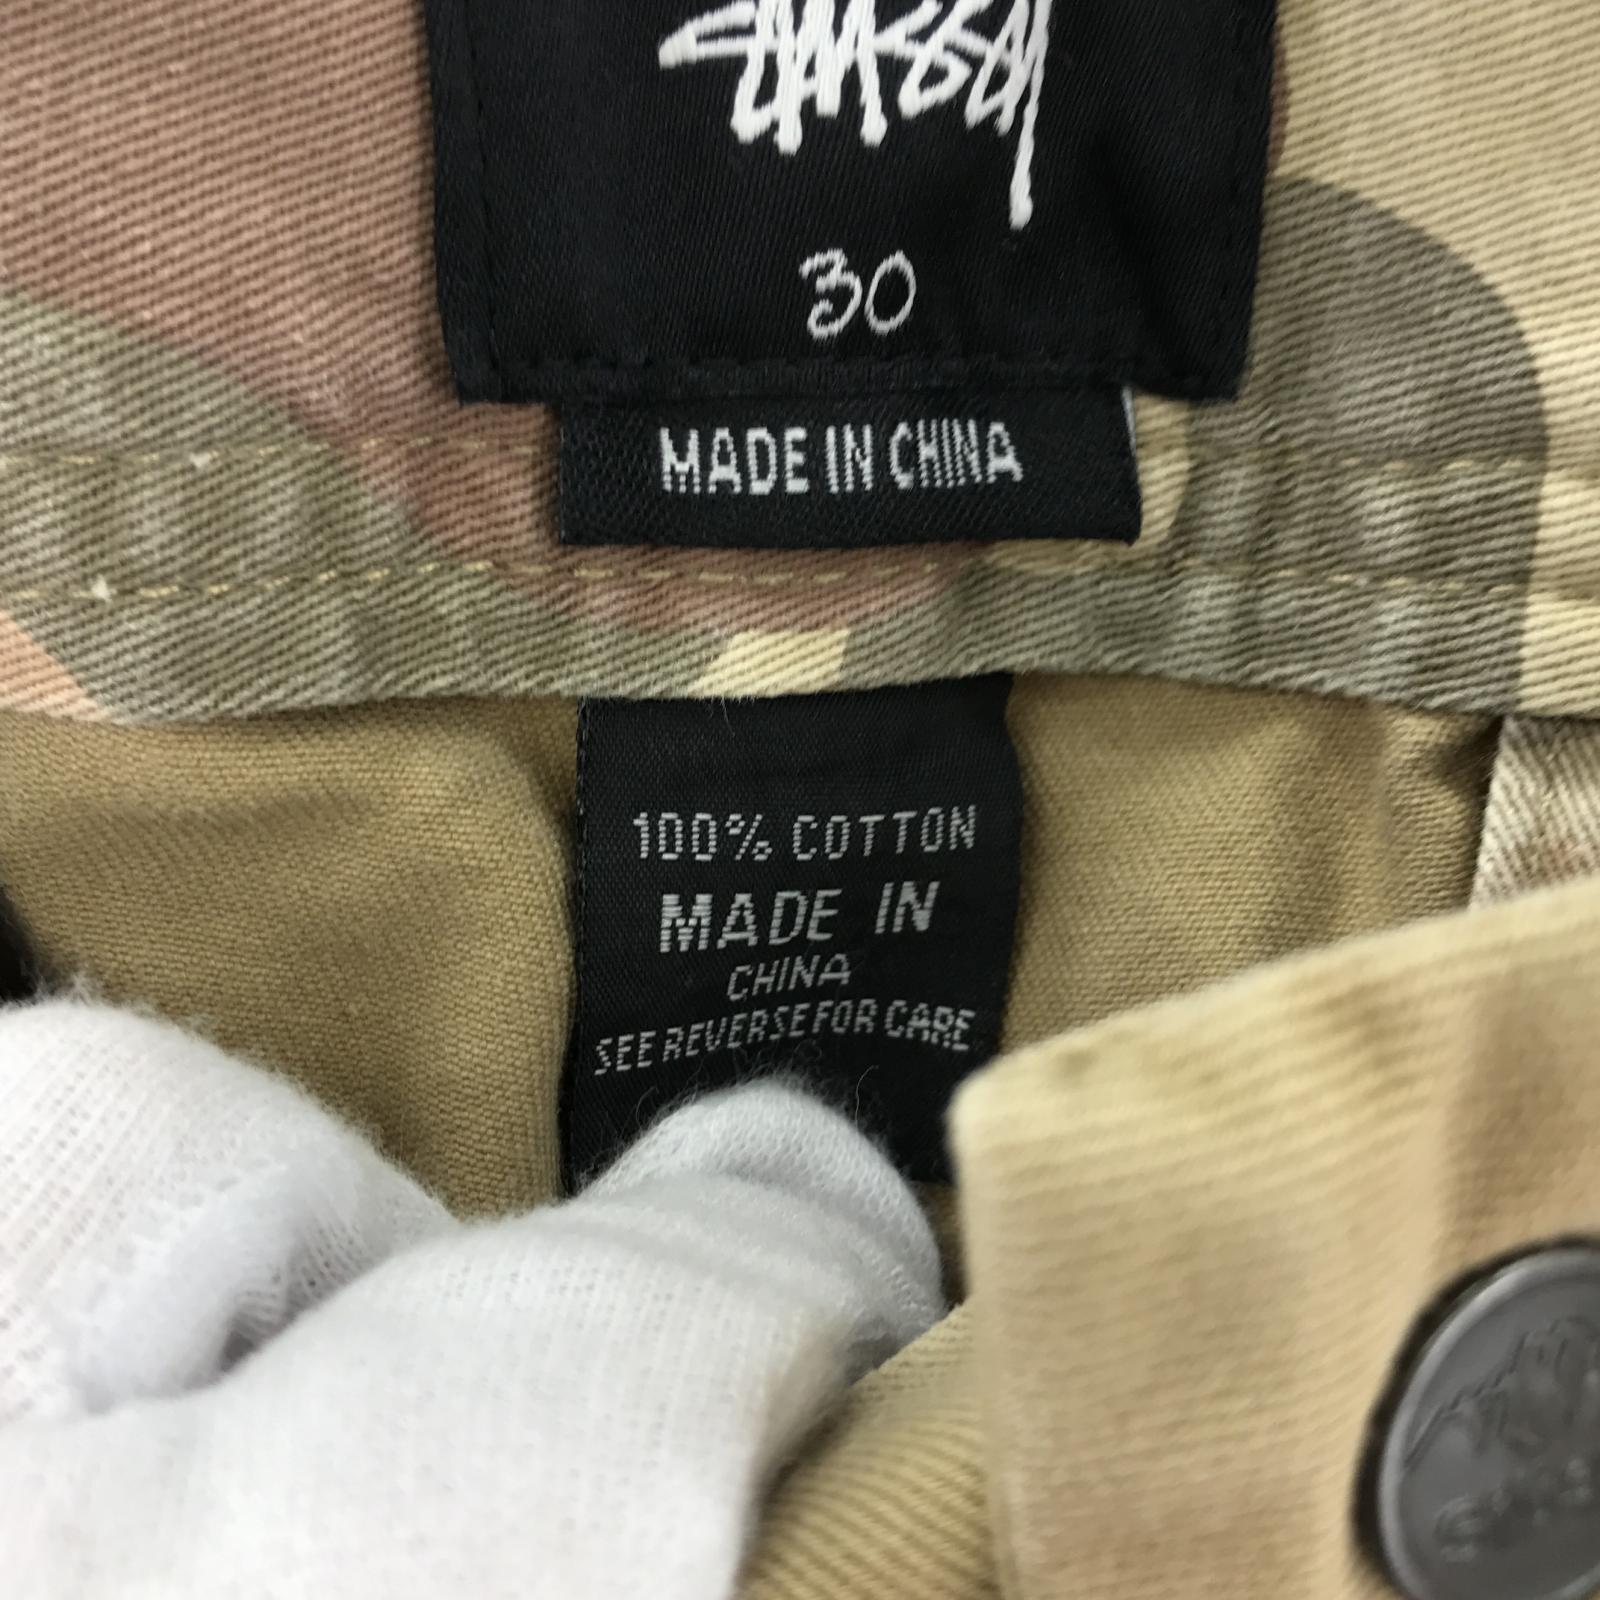 STUSSY
30
MADE IN CHINA
100% COTTON
MADE IN
CHINA
SEE REVERSE FOR CARE